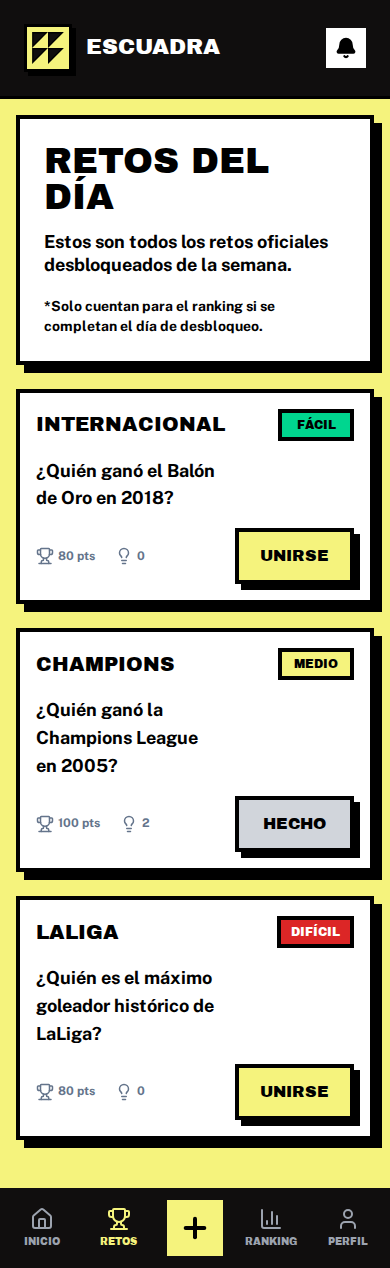 ESCUADRA
RETOS DEL
DÍA
Estos son todos los retos oficiales
desbloqueados de la semana.
*Solo cuentan para el ranking si se
completan el día de desbloqueo.
INTERNACIONAL
FÁCIL
¿Quién ganó el Balón
de Oro en 2018?
80 pts
0
UNIRSE
CHAMPIONS
MEDIO
¿Quién ganó la
Champions League
en 2005?
100 pts
2
HECHO
LALIGA
DIFÍCIL
¿Quién es el máximo
goleador histórico de
LaLiga?
80 pts
0
UNIRSE
INICIO
RETOS
RANKING
PERFIL